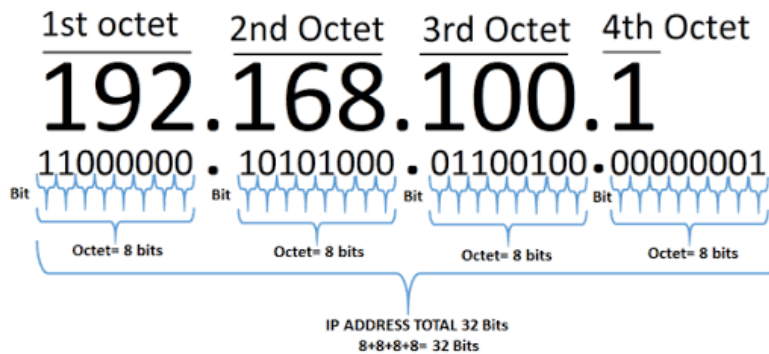 1st octet 2nd Octet 3rd Octet 4th Octet
192.168.100.1
11000000.10101000.01100100.00000001
Bit Bit Bit Bit
Octet= 8 bits Octet= 8 bits Octet= 8 bits Octet= 8 bits
IP ADDRESS TOTAL 32 Bits
8+8+8+8= 32 Bits